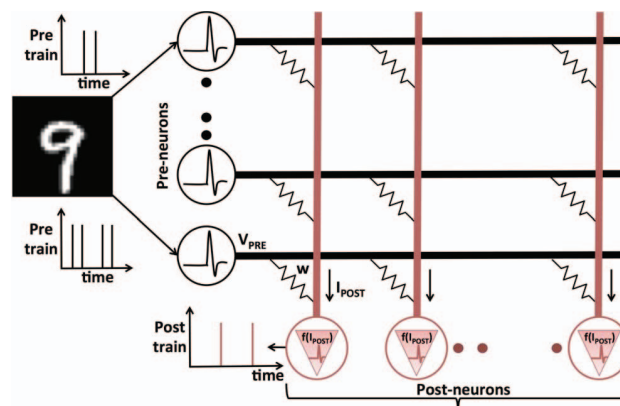 Pre
train
time
9
Pre-neurons
Pre
train
time
V_PRE
w
I_POST
Post
train
time
f(I_POST)
f(I_POST)
f(I_POST)
Post-neurons